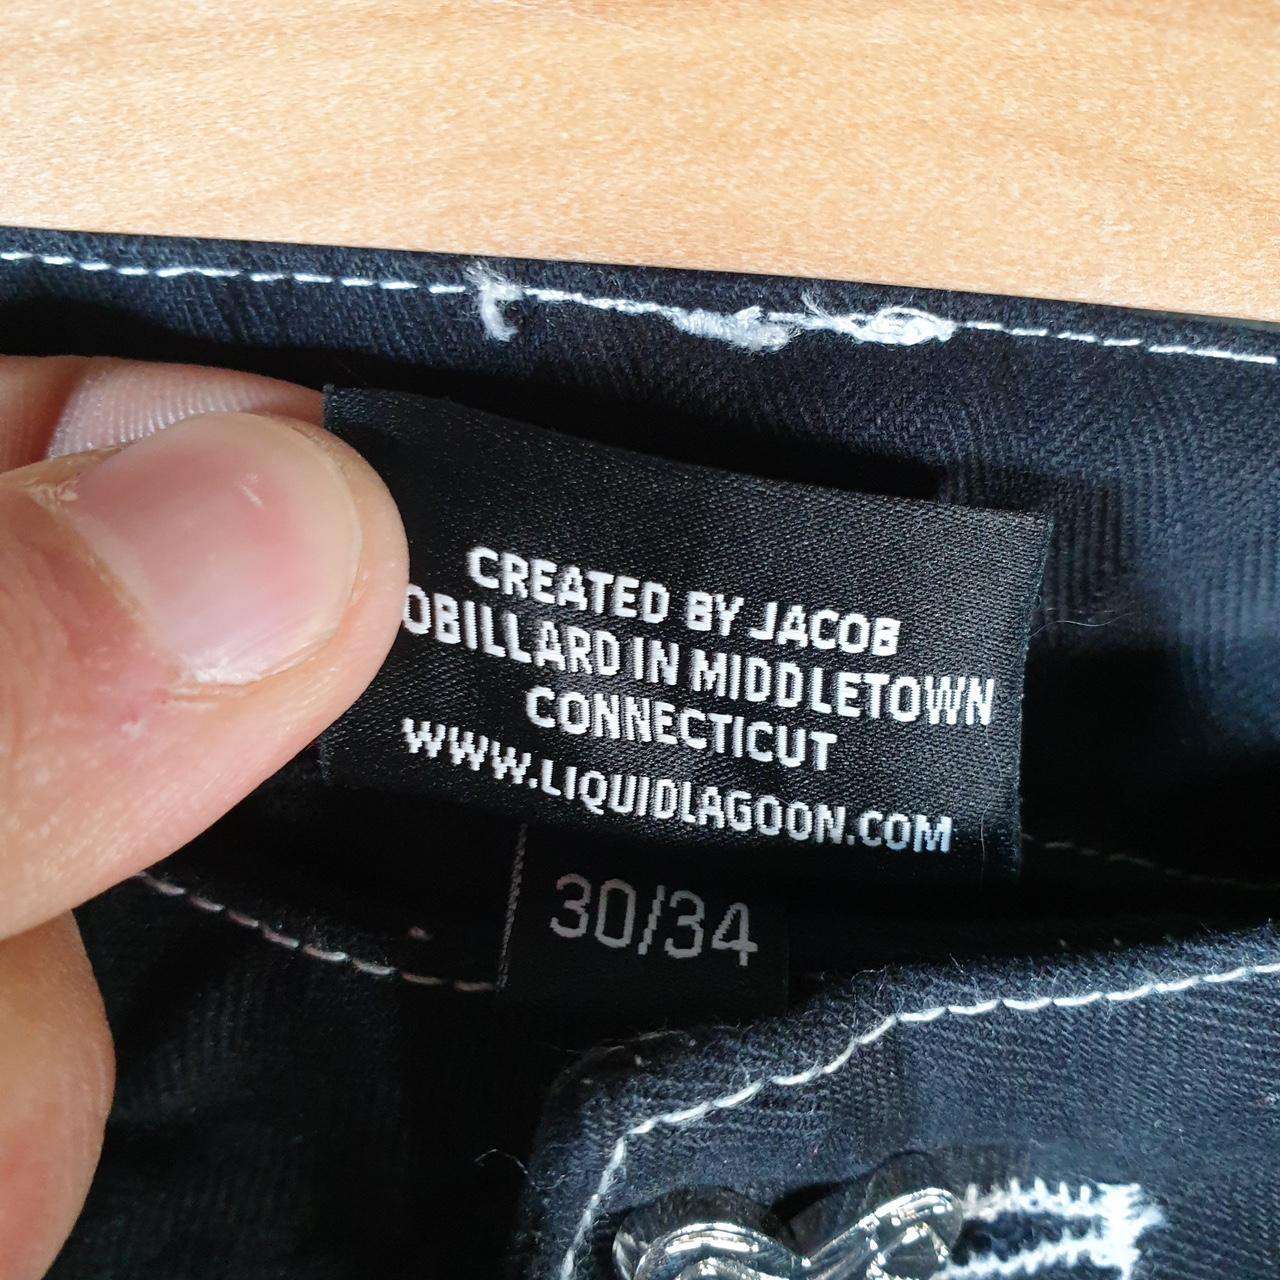 CREATED BY JACOB
OBILLARD IN MIDDLETOWN
CONNECTICUT
WWW.LIQUIDLAGOON.COM
30/34